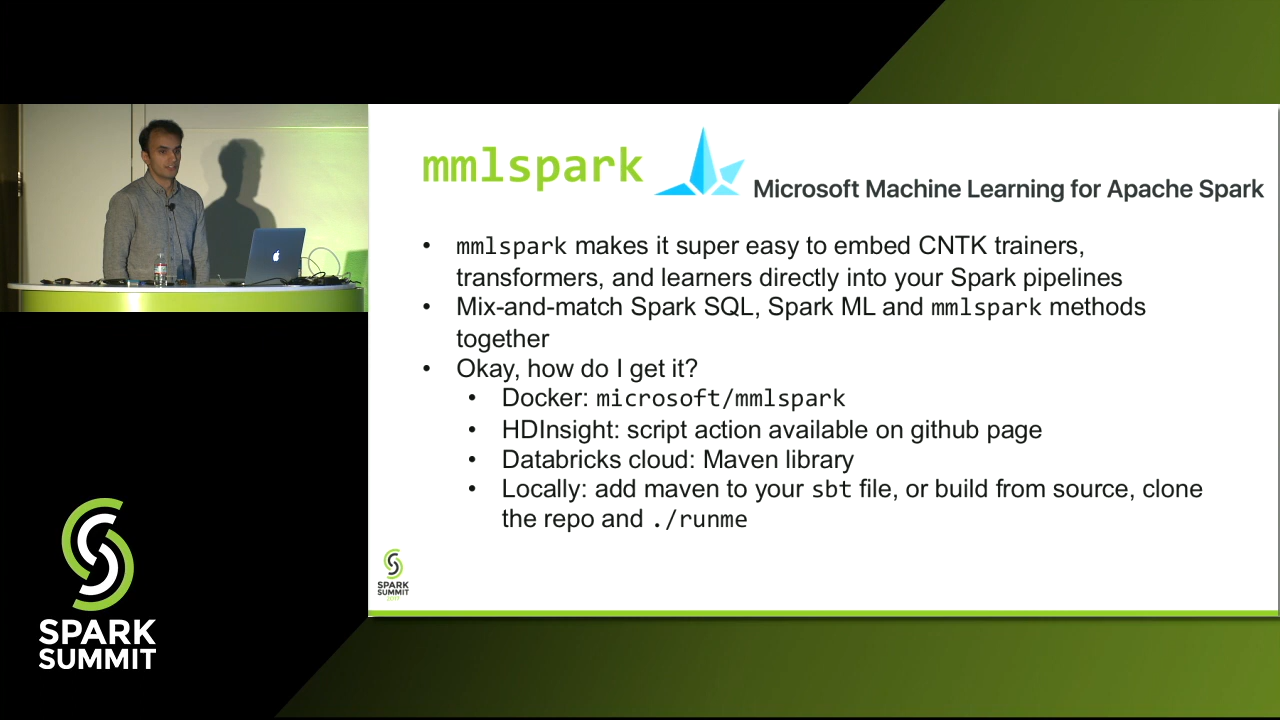 mmlspark
Microsoft Machine Learning for Apache Spark
• mmlspark makes it super easy to embed CNTK trainers,
transformers, and learners directly into your Spark pipelines
• Mix-and-match Spark SQL, Spark ML and mmlspark methods
together
• Okay, how do I get it?
• Docker: microsoft/mmlspark
• HDInsight: script action available on github page
• Databricks cloud: Maven library
• Locally: add maven to your sbt file, or build from source, clone
the repo and ./runme
SPARK
SUMMIT
2017
SPARK
SUMMIT